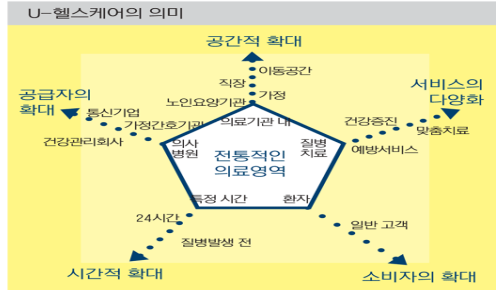 U-헬스케어의 의미
공간적 확대
이동공간
직장
가정
노인요양기관
의료기관 내
공급자의
확대
통신기업
가정간호기관
건강관리회사
의사
병원
서비스의
다양화
건강증진
맞춤치료
예방서비스
질병
치료
전통적인
의료영역
특정 시간
환자
24시간
질병발생 전
시간적 확대
일반 고객
소비자의 확대